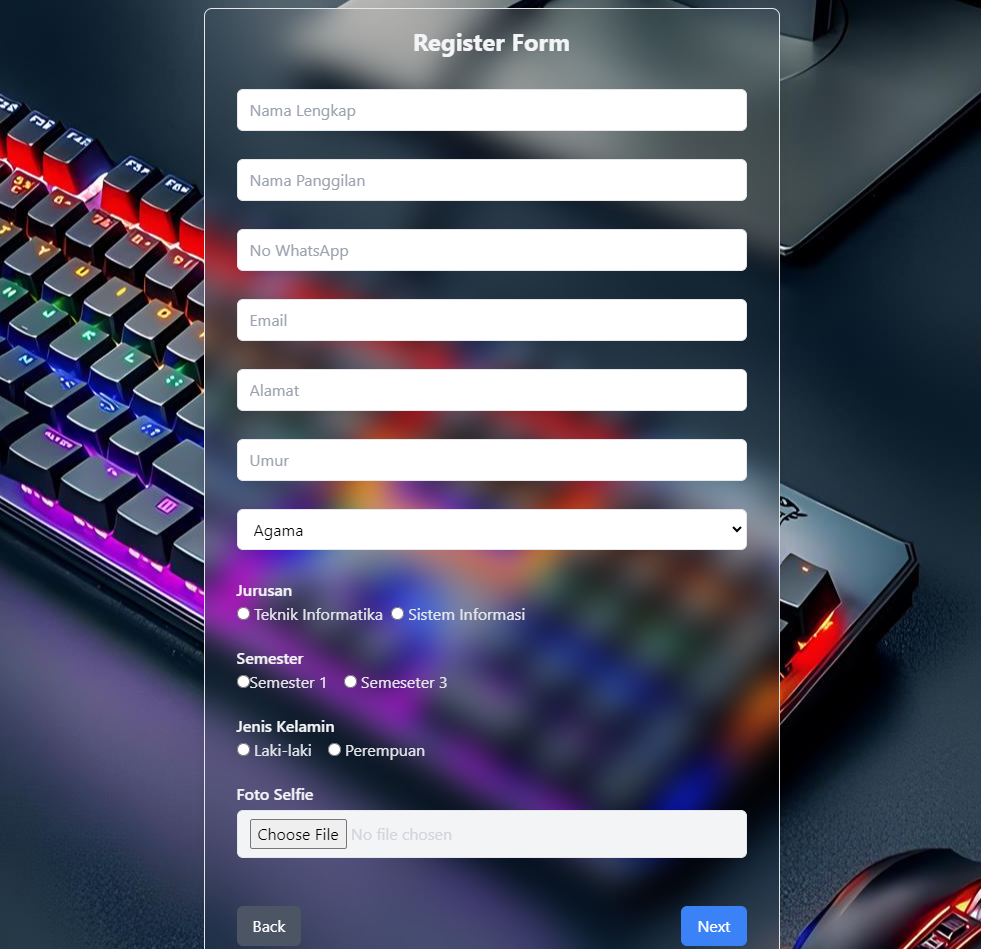 Register Form
Nama Lengkap
Nama Panggilan
No WhatsApp
Email
Alamat
Umur
Agama
Jurusan
Teknik Informatika Sistem Informasi
Semester
Semester 1 Semeseter 3
Jenis Kelamin
Laki-laki Perempuan
Foto Selfie
Choose File No file chosen
Back Next